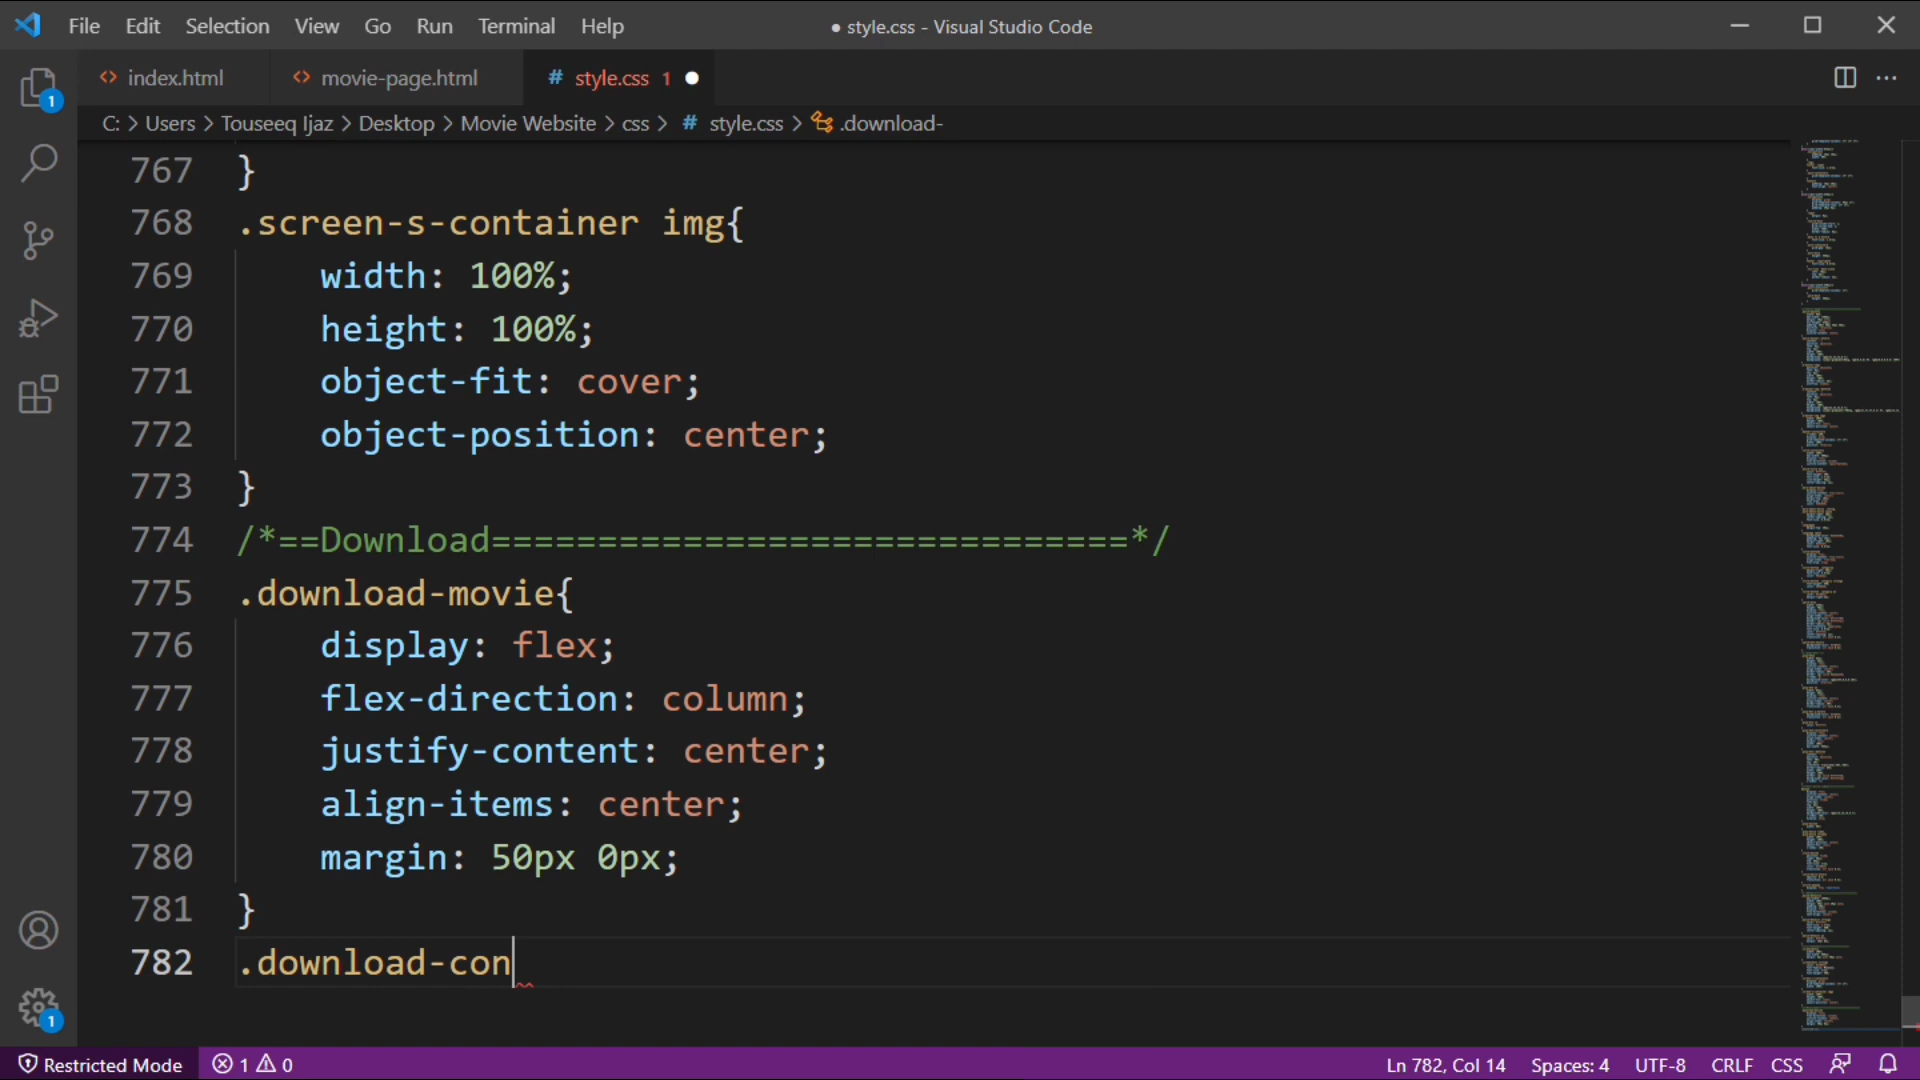 File Edit Selection View Go Run Terminal Help ● style.css - Visual Studio Code
<> index.html <> movie-page.html # style.css 1 ●
C: > Users > Touseeq Ijaz > Desktop > Movie Website > css > # style.css > .download-
767 }
768 .screen-s-container img{
769 width: 100%;
770 height: 100%;
771 object-fit: cover;
772 object-position: center;
773 }
774 /*==Download==============================*/
775 .download-movie{
776 display: flex;
777 flex-direction: column;
778 justify-content: center;
779 align-items: center;
780 margin: 50px 0px;
781 }
782 .download-con
1
1
Restricted Mode 1 0 Ln 782, Col 14 Spaces: 4 UTF-8 CRLF CSS